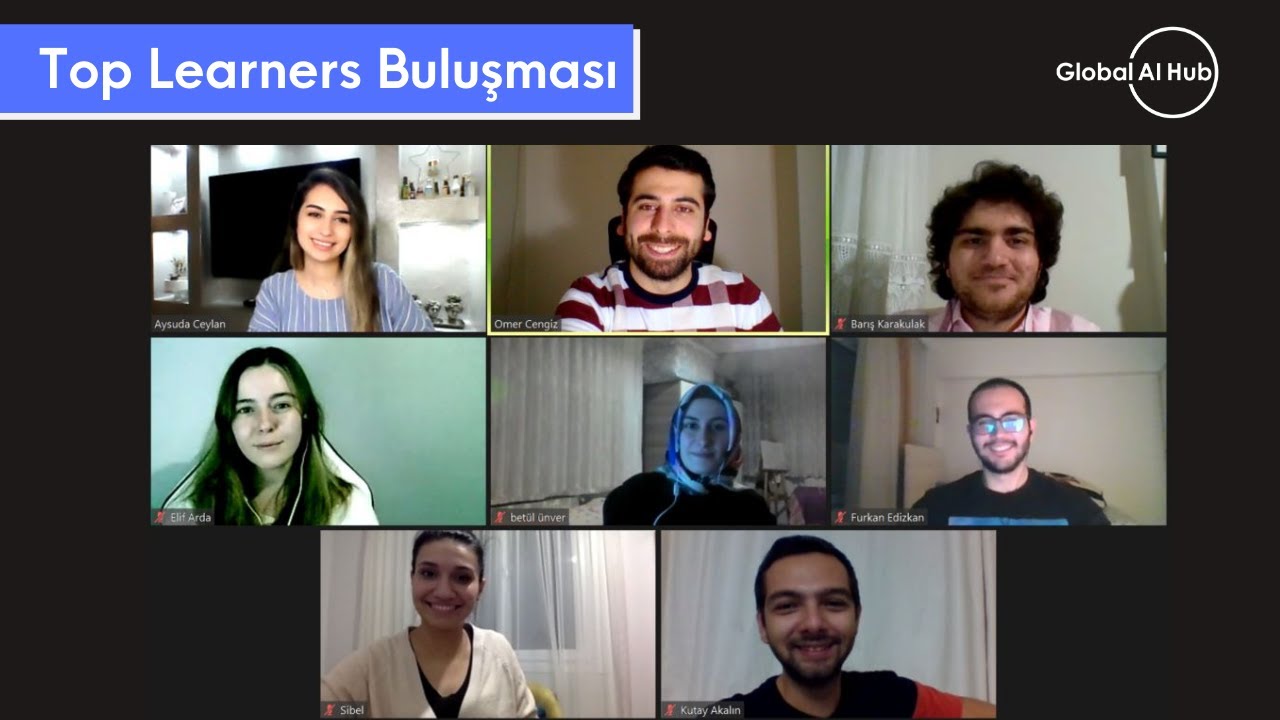 Top Learners Buluşması
Global AI Hub
Aysuda Ceylan
Omer Cengiz
Barış Karakulak
Elif Arda
betül ünver
Furkan Edizkan
Sibel
Kutay Akalın